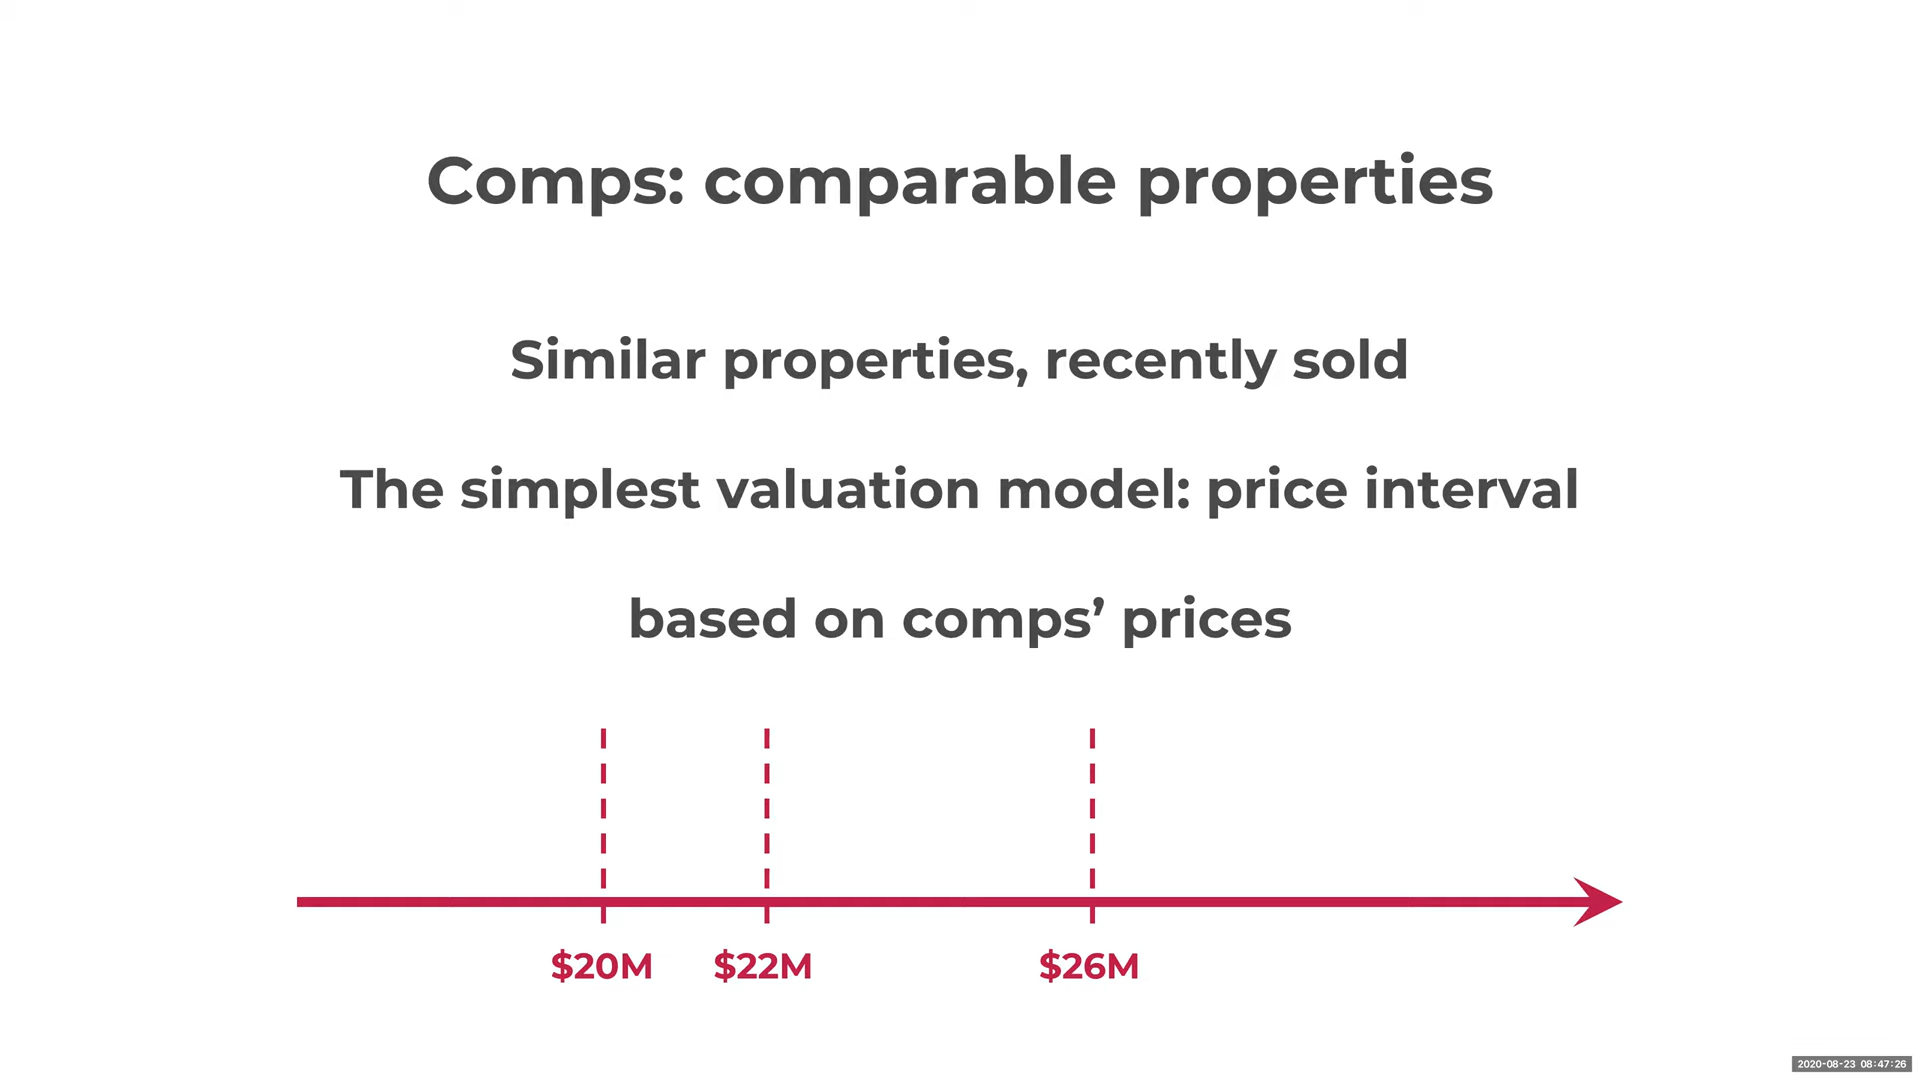 Comps: comparable properties
Similar properties, recently sold
The simplest valuation model: price interval
based on comps’ prices
$20M $22M $26M
2020-08-23 08:47:26